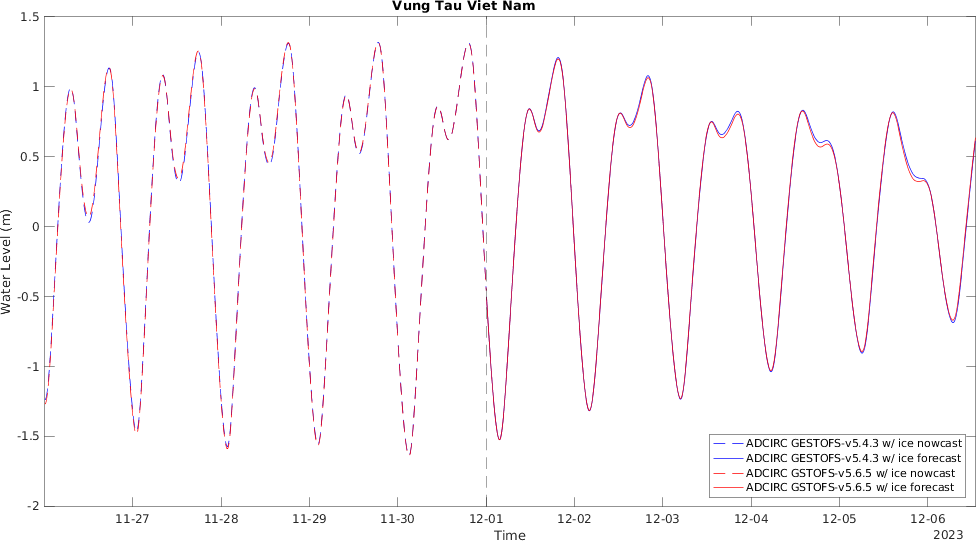 Vung Tau Viet Nam
1.5
1
0.5
0
-0.5
-1
-1.5
-2
Water Level (m)
ADCIRC GESTOFS-v5.4.3 w/ ice nowcast
ADCIRC GESTOFS-v5.4.3 w/ ice forecast
ADCIRC GSTOFS-v5.6.5 w/ ice nowcast
ADCIRC GSTOFS-v5.6.5 w/ ice forecast
11-27 11-28 11-29 11-30 12-01 12-02 12-03 12-04 12-05 12-06
Time
2023